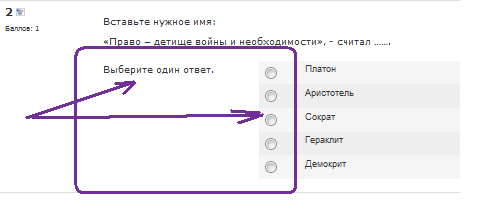 2
Баллов: 1
Вставьте нужное имя:
«Право – детище войны и необходимости», - считал …….
Выберите один ответ.
Платон
Аристотель
Сократ
Гераклит
Демокрит